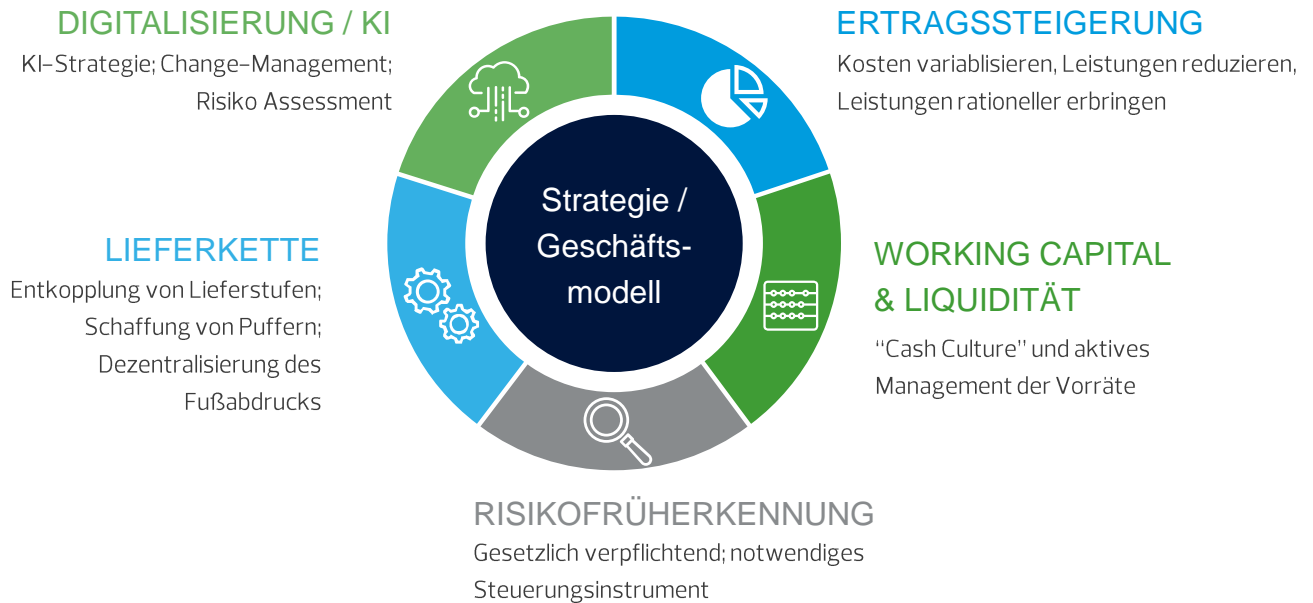 DIGITALISIERUNG / KI
KI-Strategie; Change-Management;
Risiko Assessment
ERTRAGSSTEIGERUNG
Kosten variablisieren, Leistungen reduzieren,
Leistungen rationeller erbringen
Strategie /
Geschäfts-
modell
LIEFERKETTE
Entkopplung von Lieferstufen;
Schaffung von Puffern;
Dezentralisierung des
Fußabdrucks
WORKING CAPITAL
& LIQUIDITÄT
“Cash Culture” und aktives
Management der Vorräte
RISIKOFRÜHERKENNUNG
Gesetzlich verpflichtend; notwendiges
Steuerungsinstrument